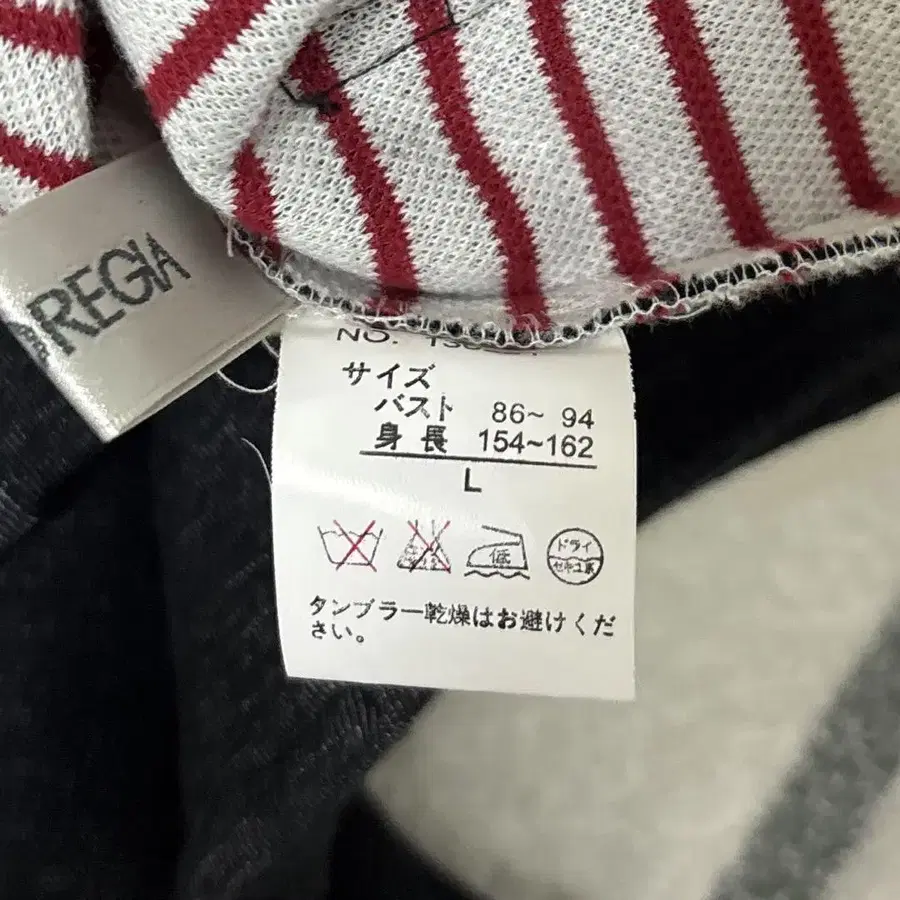 REGIA
NO.
サイズ
バスト 86~ 94
身長 154~162
L
低
ドライ
セキユ系
タンブラー乾燥はお避けくだ
さい。